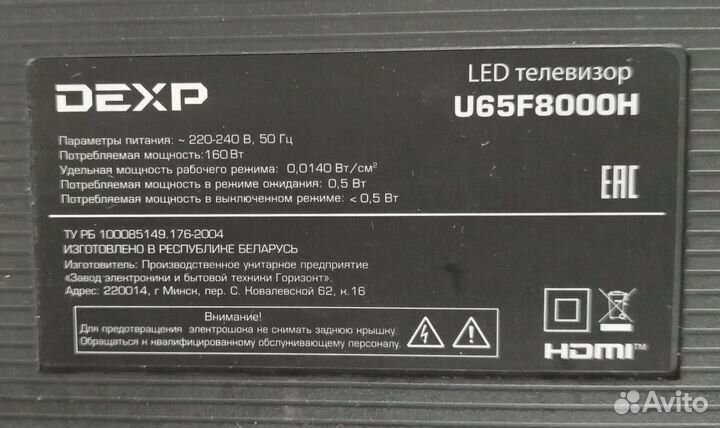 DEXP
LED телевизор
U65F8000H
Параметры питания: ~ 220-240 В, 50 Гц
Потребляемая мощность:160 Вт
Удельная мощность рабочего режима: 0,0140 Вт/см²
Потребляемая мощность в режиме ожидания: 0,5 Вт
Потребляемая мощность в выключенном режиме: < 0,5 Вт
EAC
ТУ РБ 100085149.176-2004
ИЗГОТОВЛЕНО В РЕСПУБЛИКЕ БЕЛАРУСЬ
Изготовитель: Производственное унитарное предприятие
«Завод электроники и бытовой техники Горизонт».
Адрес: 220014, г Минск, пер. С. Ковалевской 62, к.16
Внимание!
Для предотвращения электрошока не снимать заднюю крышку.
Обращаться к квалифицированному обслуживающему персоналу.
HDMI™
Avito